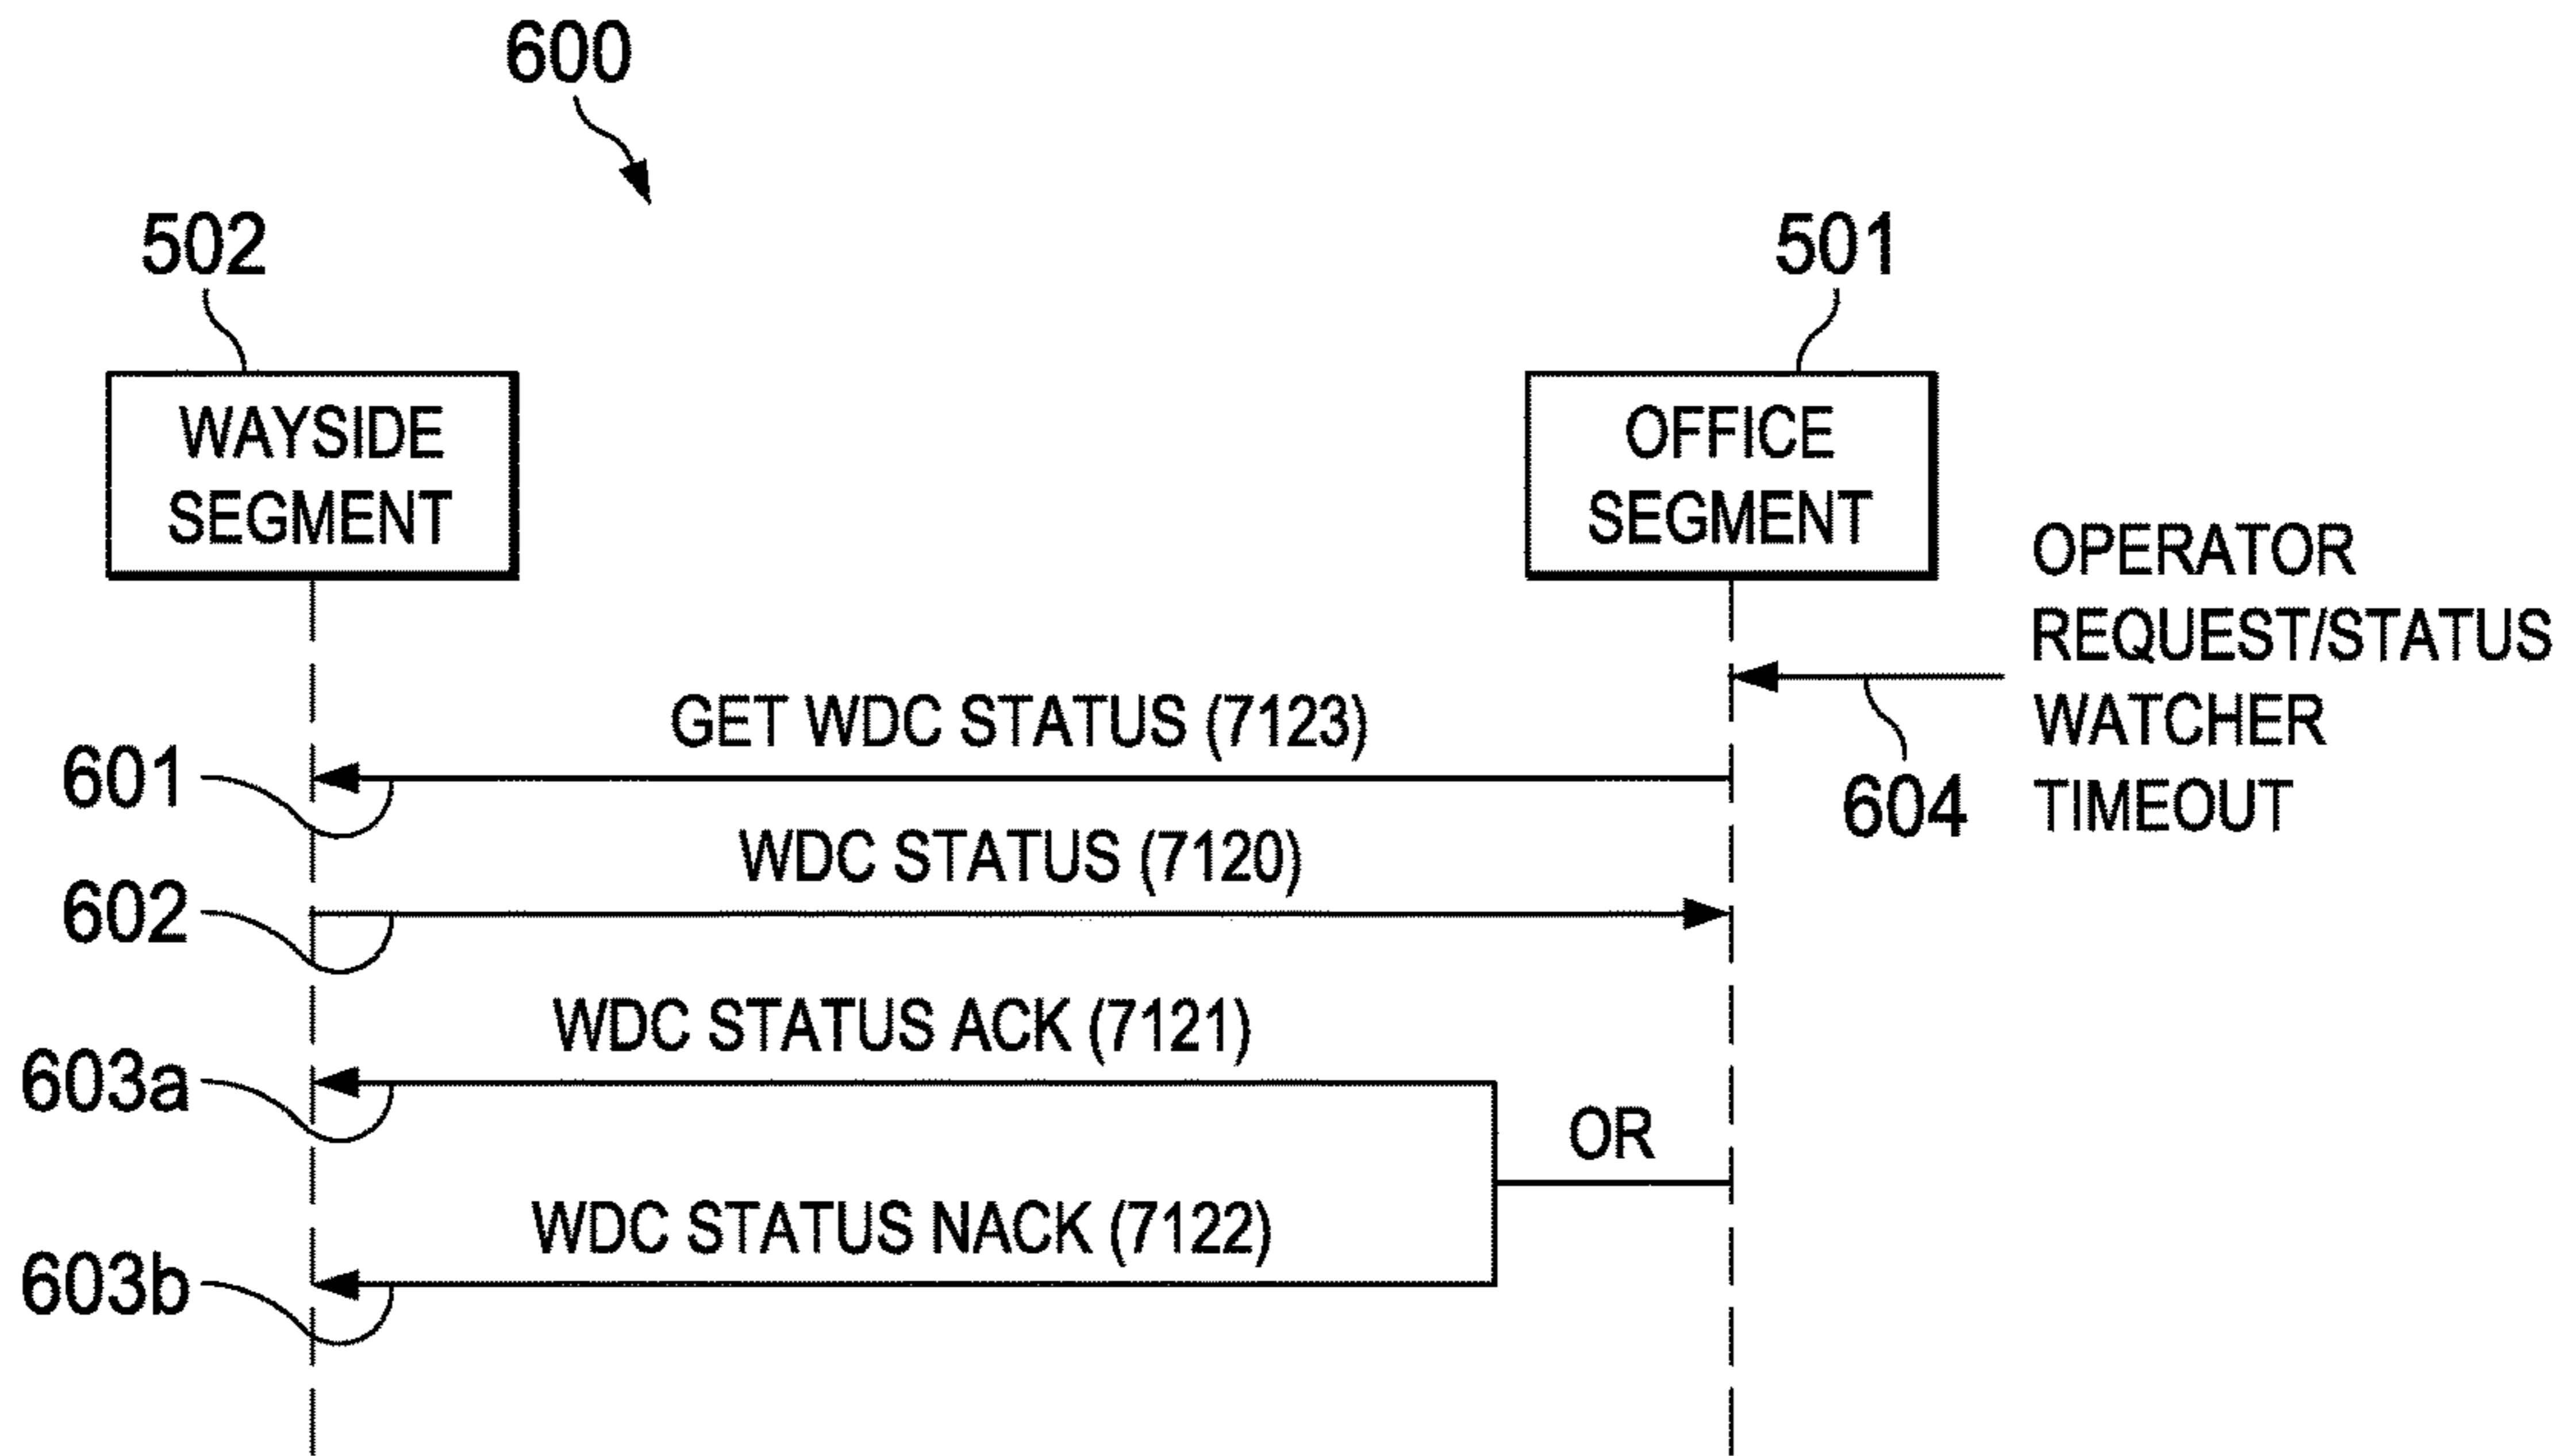 600
502
501
WAYSIDE
SEGMENT
OFFICE
SEGMENT
OPERATOR
REQUEST/STATUS
WATCHER
TIMEOUT
604
GET WDC STATUS (7123)
601
WDC STATUS (7120)
602
WDC STATUS ACK (7121)
603a
OR
WDC STATUS NACK (7122)
603b